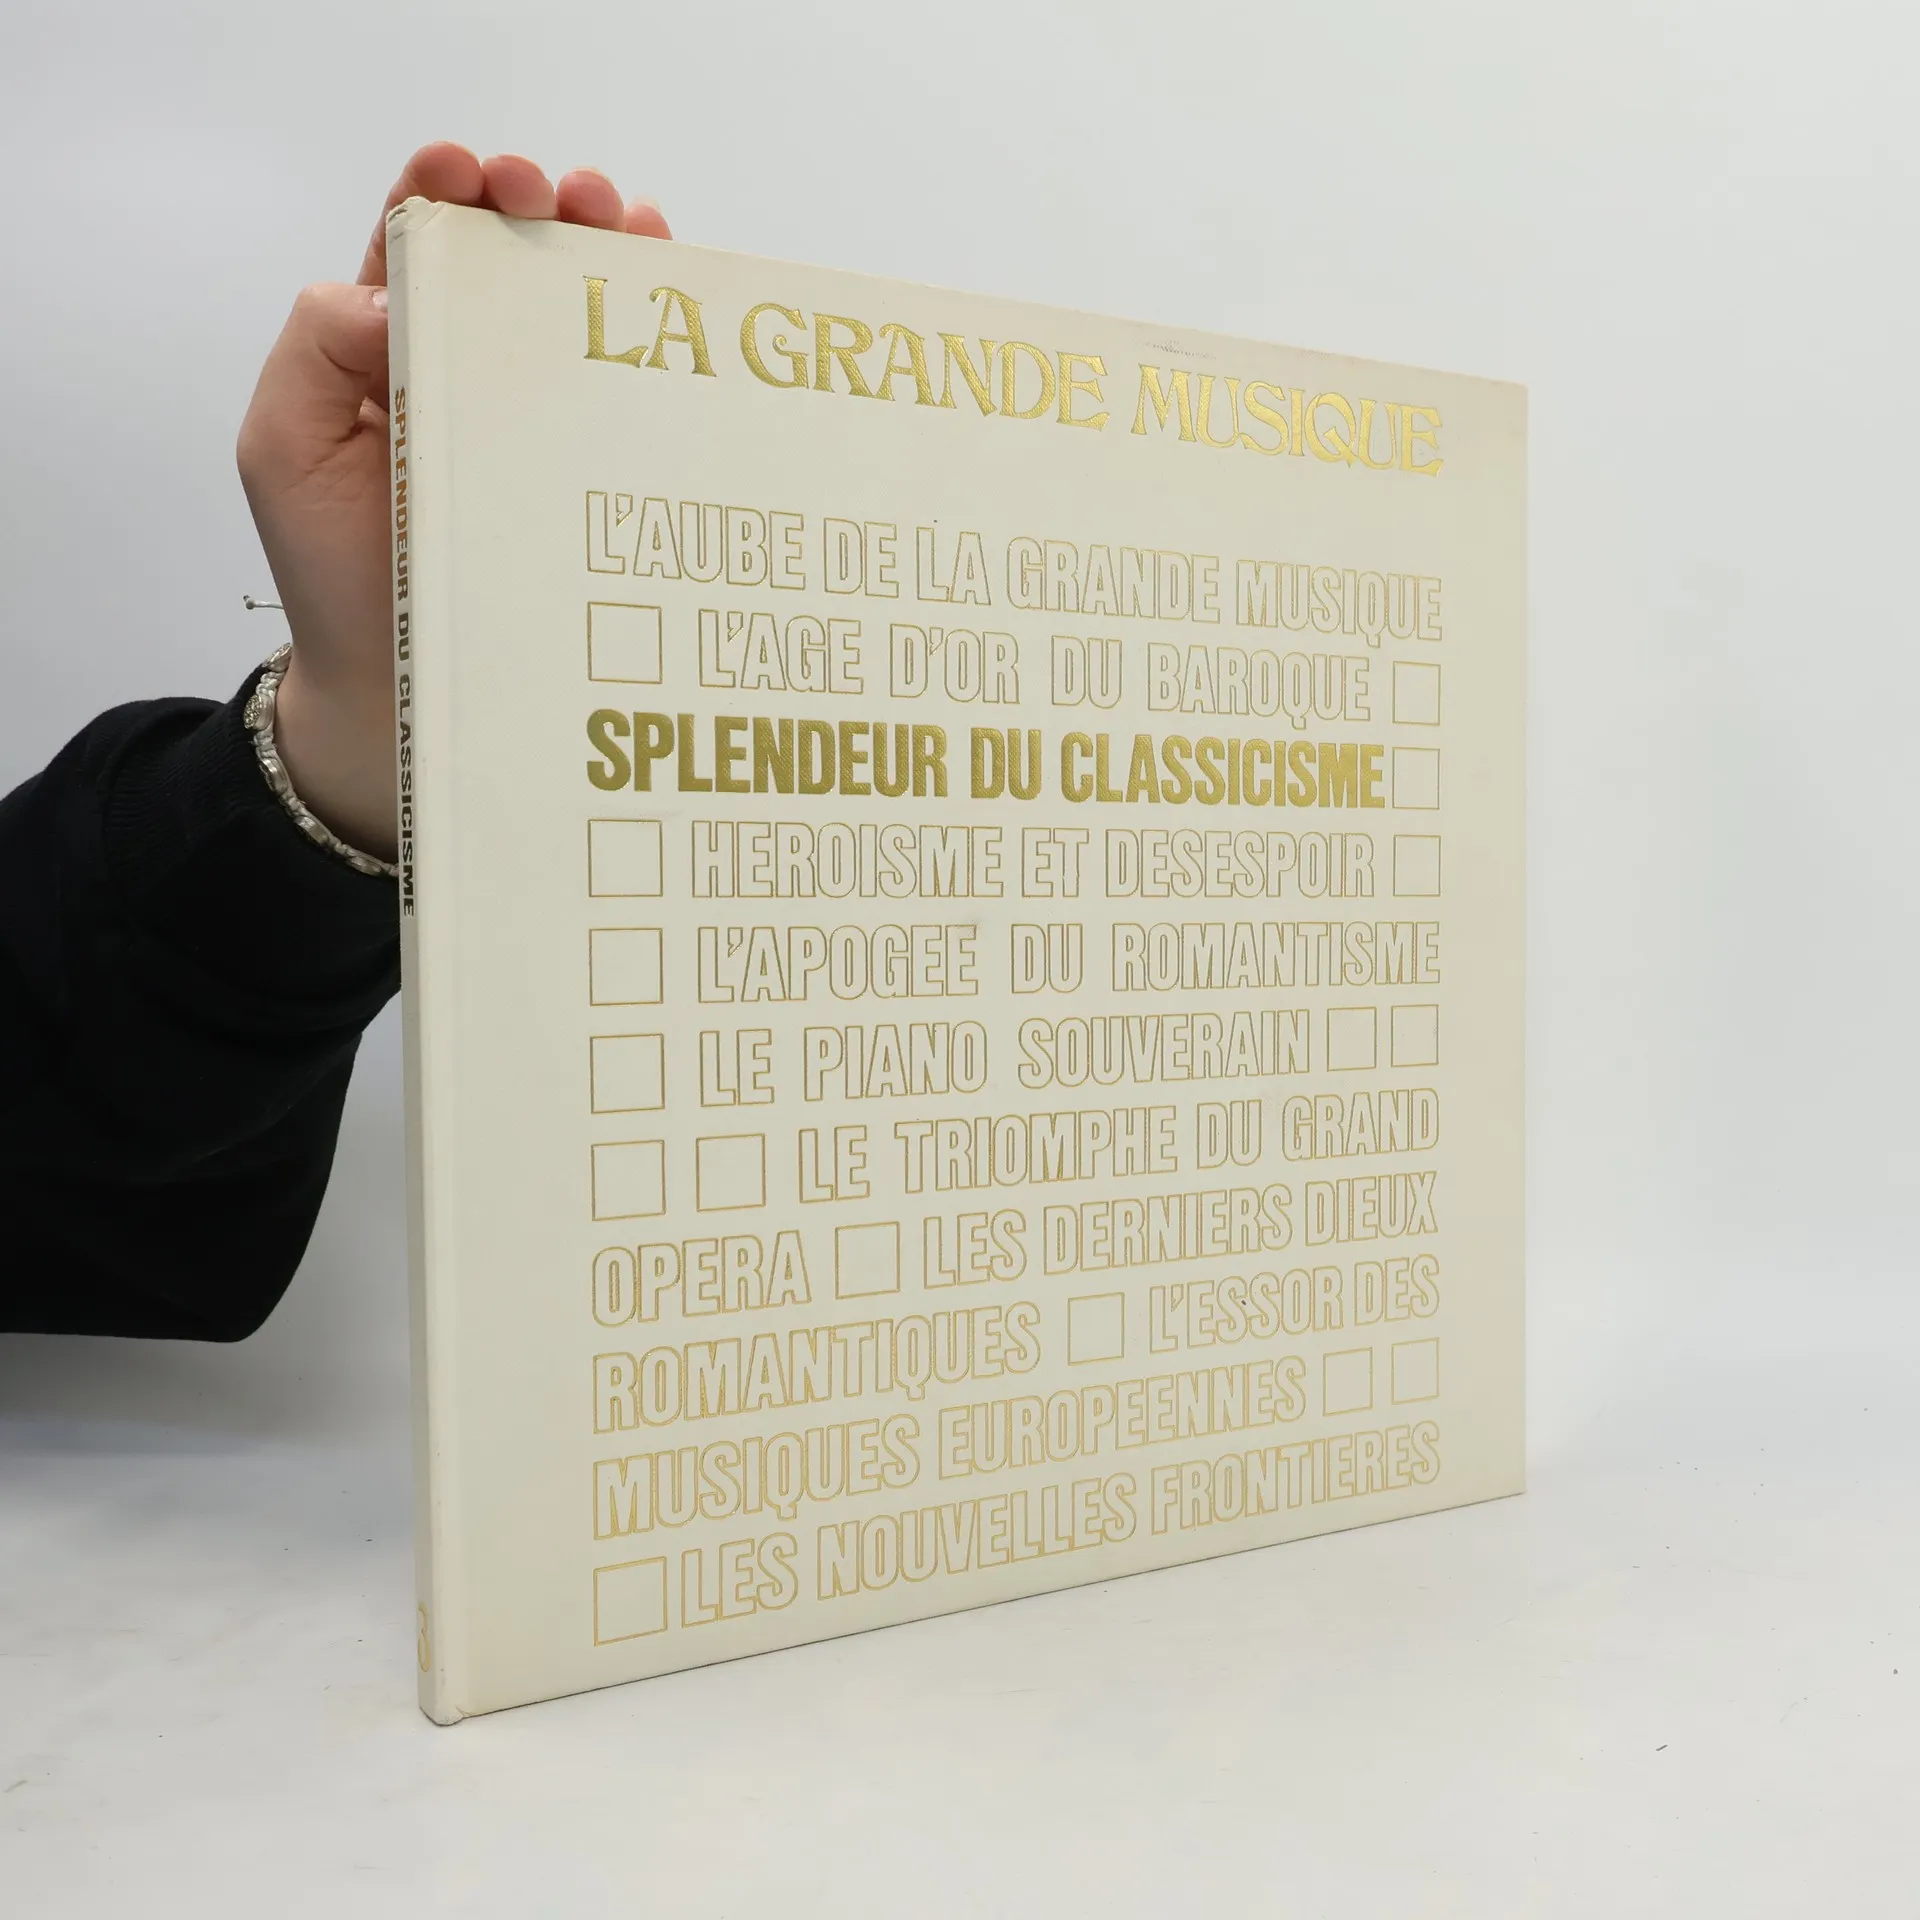 LA GRANDE MUSIQUE
L'AUBE DE LA GRANDE MUSIQUE
L'AGE D'OR DU BAROQUE
SPLENDEUR DU CLASSICISME
HEROISME ET DESESPOIR
L'APOGEE DU ROMANTISME
LE PIANO SOUVERAIN
LE TRIOMPHE DU GRAND
OPERA LES DERNIERS DIEUX
ROMANTIQUES L'ESSOR DES
MUSIQUES EUROPEENNES
LES NOUVELLES FRONTIERES
SPLENDEUR DU CLASSICISME
3